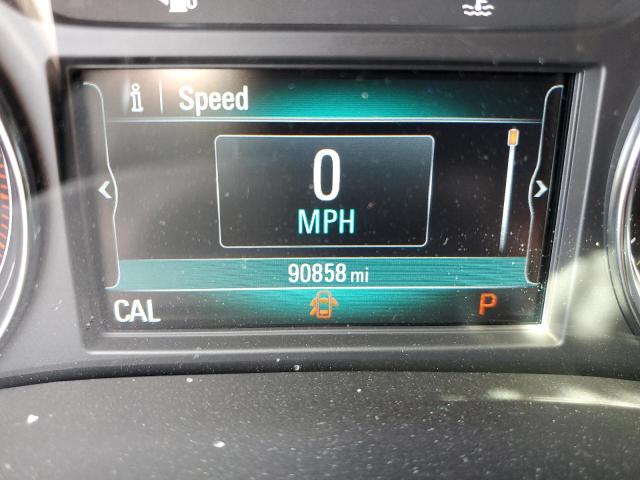 i | Speed
0
MPH
90858 mi
CAL P